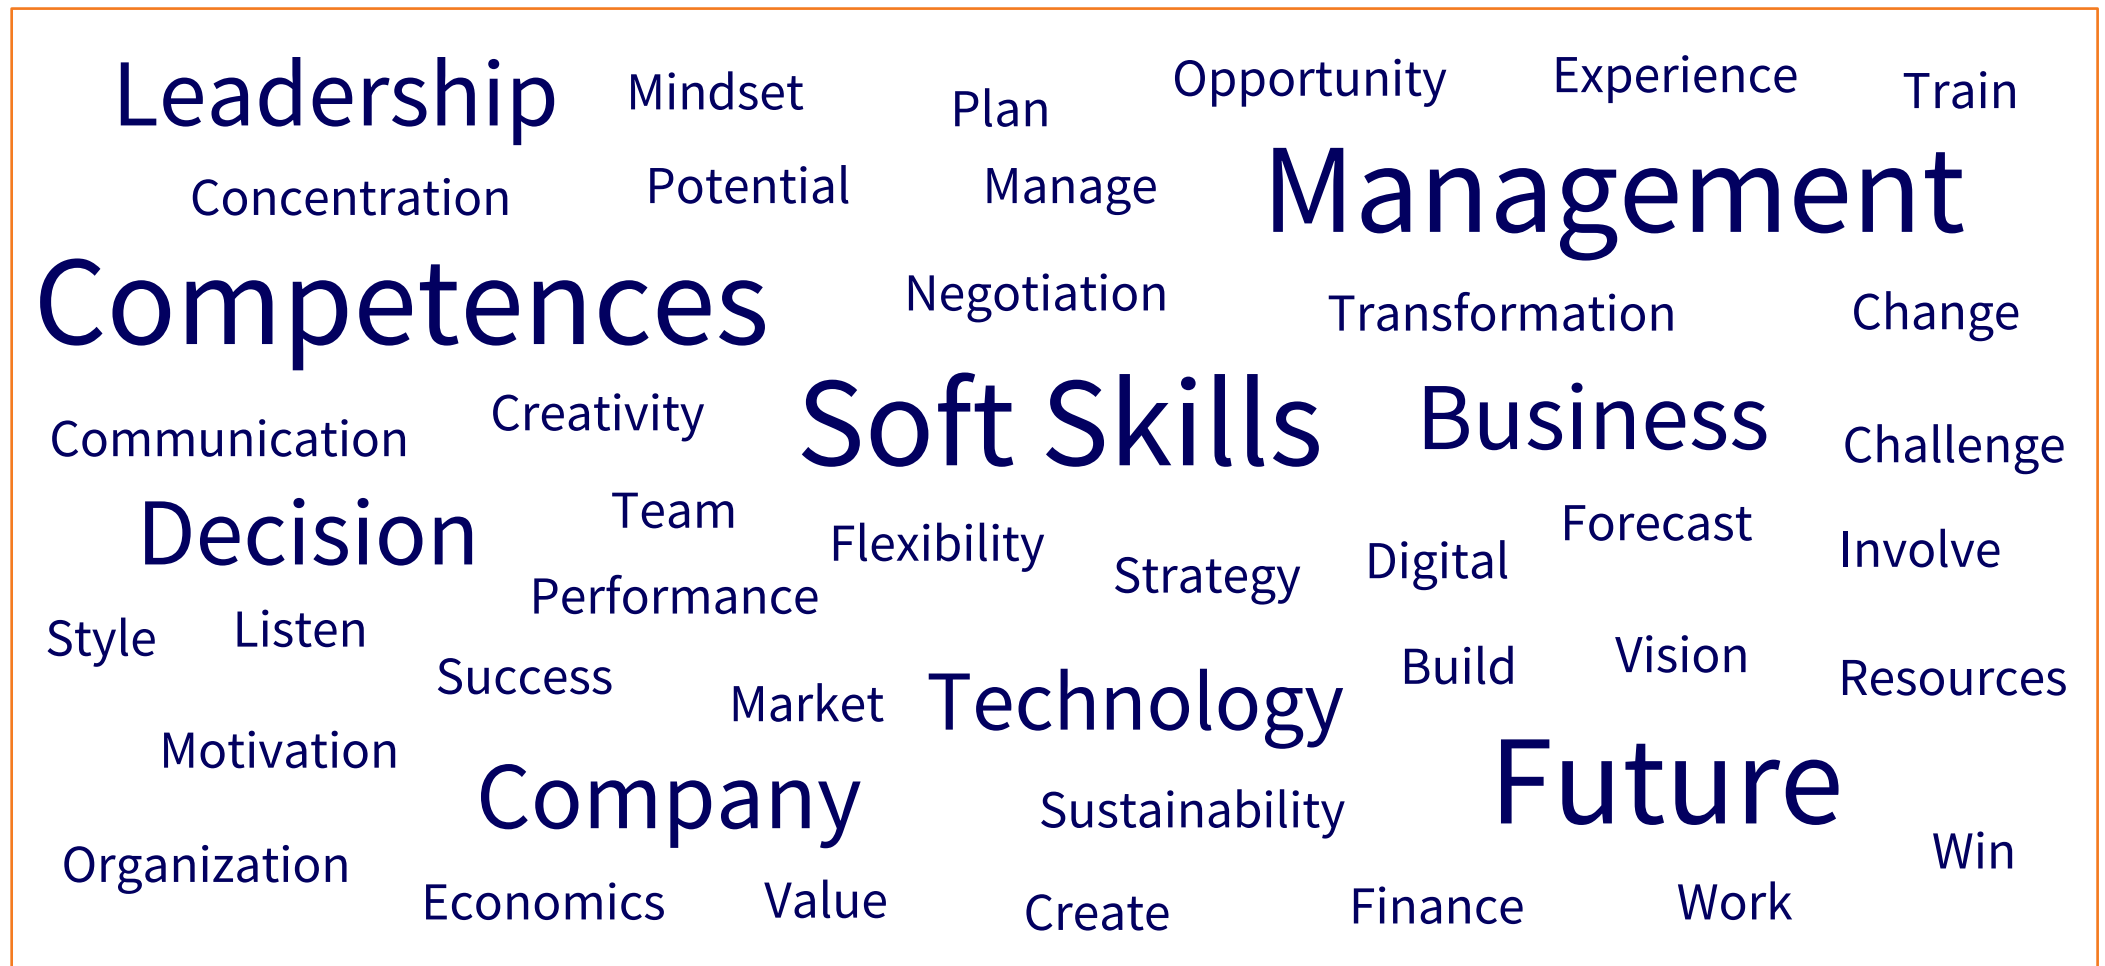 Leadership
Mindset
Plan
Opportunity
Experience
Train
Concentration
Potential
Manage
Management
Competences
Negotiation
Transformation
Change
Communication
Creativity
Soft Skills
Business
Challenge
Decision
Team
Flexibility
Strategy
Digital
Forecast
Involve
Performance
Style
Listen
Success
Market
Technology
Build
Vision
Resources
Motivation
Company
Sustainability
Future
Win
Organization
Economics
Value
Create
Finance
Work